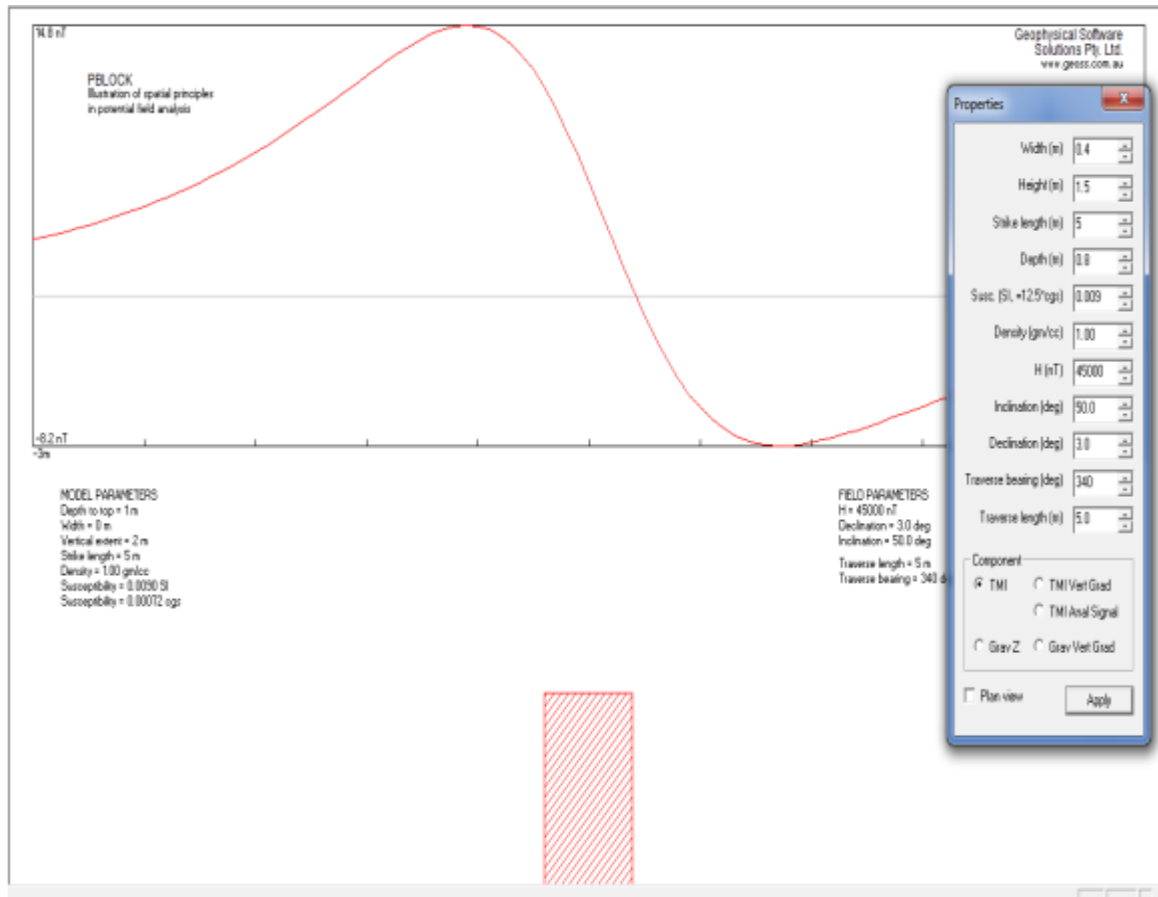 14.8 nT
PBLOCK
Illustration of spatial principles
in potential field analysis
Geophysical Software
Solutions Pty. Ltd.
www.geoss.com.au
-8.2 nT
-3m
MODEL PARAMETERS
Depth to top = 1 m
Width = 0 m
Vertical extent = 2 m
Strike length = 5 m
Density = 1.00 gm/cc
Susceptibility = 0.0090 SI
Susceptibility = 0.00072 cgs
FIELD PARAMETERS
H = 45000 nT
Declination = 3.0 deg
Inclination = 50.0 deg
Traverse length = 5 m
Traverse bearing = 340 d
Properties
Width (m) 0.4
Height (m) 1.5
Strike length (m) 5
Depth (m) 0.8
Susc. (SI, =12.5*cgs) 0.009
Density (gm/cc) 1.00
H (nT) 45000
Inclination (deg) 50.0
Declination (deg) 3.0
Traverse bearing (deg) 340
Traverse length (m) 5.0
Component
TMI TMI Vert Grad
TMI Anal Signal
Grav Z Grav Vert Grad
Plan view Apply